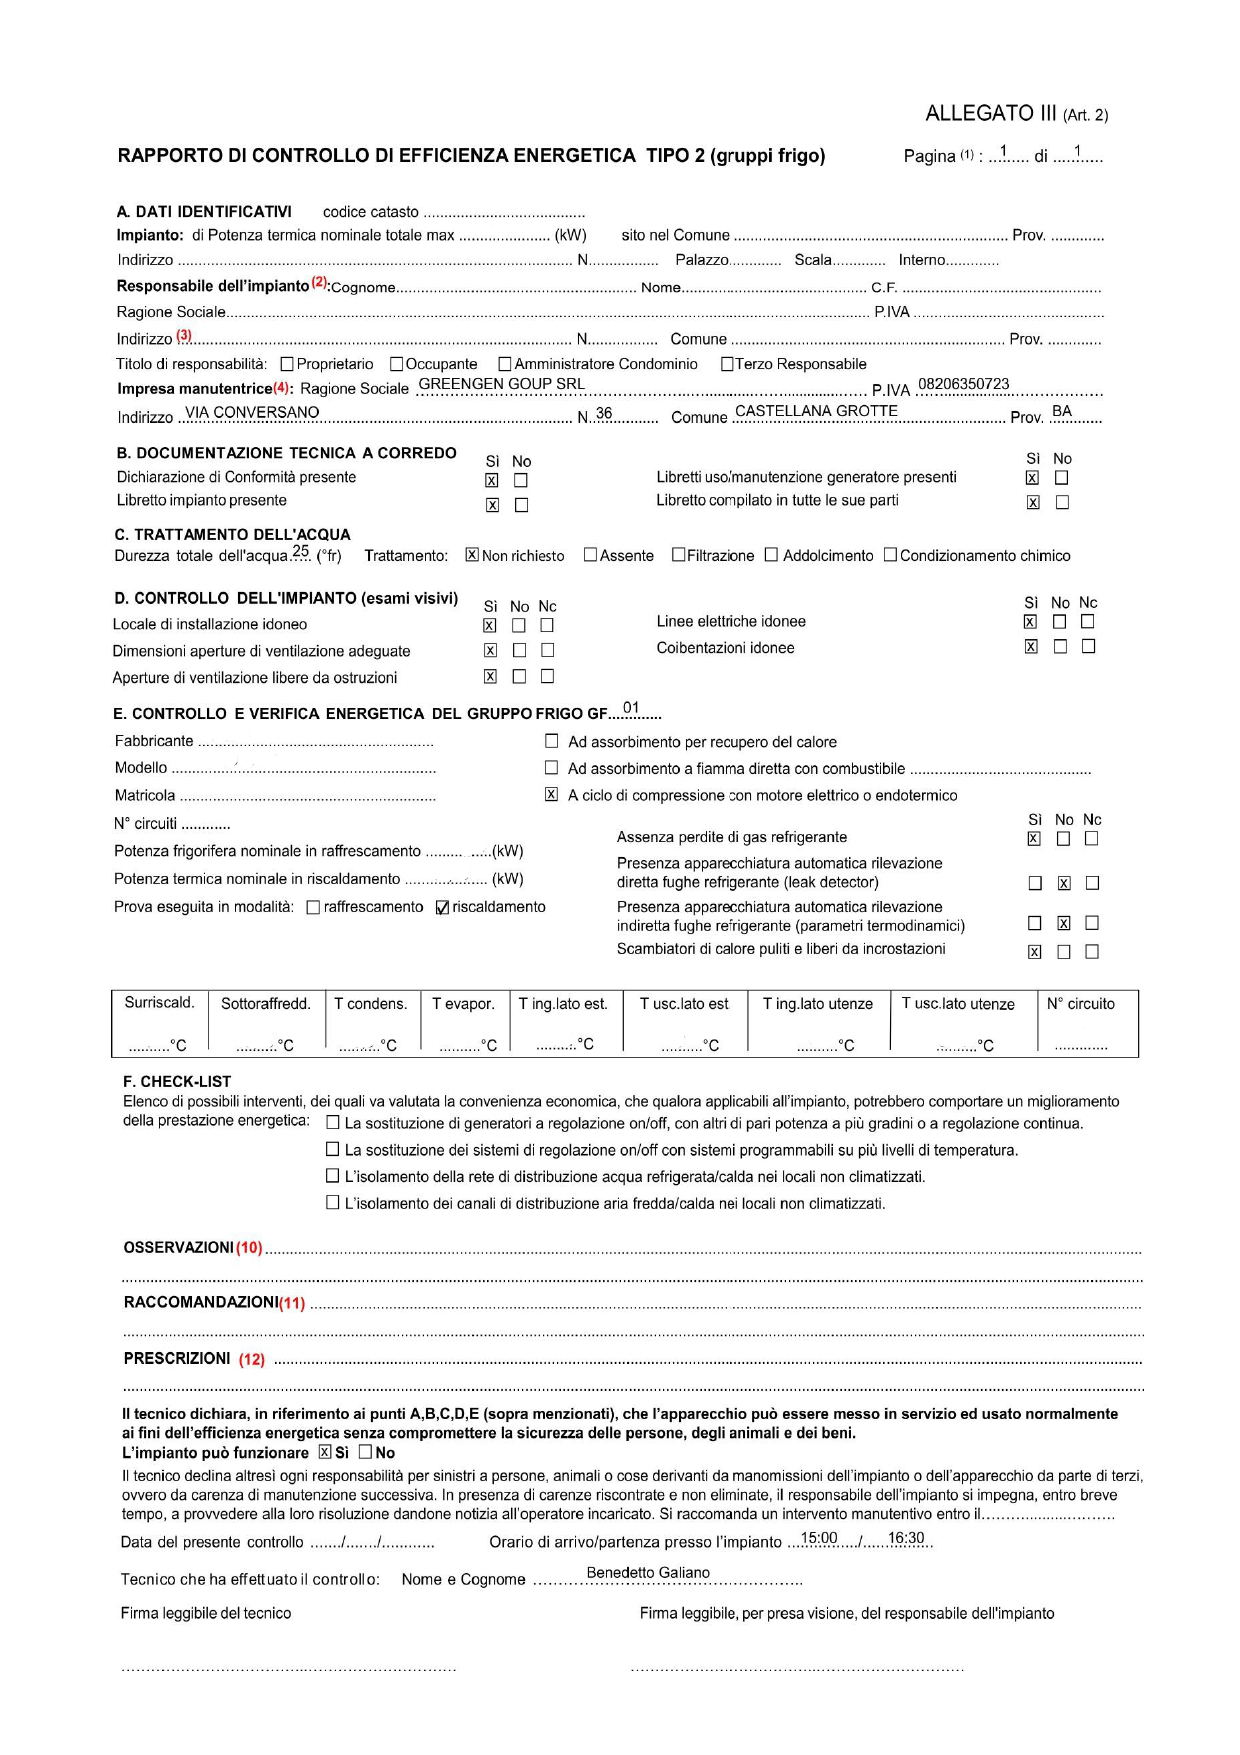 ALLEGATO III (Art. 2)
RAPPORTO DI CONTROLLO DI EFFICIENZA ENERGETICA TIPO 2 (gruppi frigo) Pagina (1) : ...1..... di .....1.....
A. DATI IDENTIFICATIVI codice catasto .......................................
Impianto: di Potenza termica nominale totale max ...................... (kW) sito nel Comune .................................................................. Prov. .............
Indirizzo ................................................................................................ N................. Palazzo............. Scala............. Interno.............
Responsabile dell'impianto (2):Cognome.......................................................... Nome............................................. C.F. ................................................
Ragione Sociale............................................................................................................................................................ P.IVA ..............................................
Indirizzo (3)............................................................................................. N................. Comune .................................................................. Prov. .............
Titolo di responsabilità: ☐ Proprietario ☐ Occupante ☐ Amministratore Condominio ☐ Terzo Responsabile
Impresa manutentrice(4): Ragione Sociale GREENGEN GOUP SRL P.IVA 08206350723
Indirizzo VIA CONVERSANO N. 36 Comune CASTELLANA GROTTE Prov. BA
B. DOCUMENTAZIONE TECNICA A CORREDO Sì No Sì No
Dichiarazione di Conformità presente ☒ ☐ Libretti uso/manutenzione generatore presenti ☒ ☐
Libretto impianto presente ☒ ☐ Libretto compilato in tutte le sue parti ☒ ☐
C. TRATTAMENTO DELL'ACQUA
Durezza totale dell'acqua 25 (°fr) Trattamento: ☒ Non richiesto ☐ Assente ☐ Filtrazione ☐ Addolcimento ☐ Condizionamento chimico
D. CONTROLLO DELL'IMPIANTO (esami visivi) Sì No Nc Sì No Nc
Locale di installazione idoneo ☒ ☐ ☐ Linee elettriche idonee ☒ ☐ ☐
Dimensioni aperture di ventilazione adeguate ☒ ☐ ☐ Coibentazioni idonee ☒ ☐ ☐
Aperture di ventilazione libere da ostruzioni ☒ ☐ ☐
E. CONTROLLO E VERIFICA ENERGETICA DEL GRUPPO FRIGO GF....01.......
Fabbricante ......................................................... ☐ Ad assorbimento per recupero del calore
Modello ................................................................ ☐ Ad assorbimento a fiamma diretta con combustibile ............................................
Matricola .............................................................. ☒ A ciclo di compressione con motore elettrico o endotermico
N° circuiti ............ Sì No Nc
Assenza perdite di gas refrigerante ☒ ☐ ☐
Potenza frigorifera nominale in raffrescamento ................(kW)
Presenza apparecchiatura automatica rilevazione
Potenza termica nominale in riscaldamento .................... (kW) diretta fughe refrigerante (leak detector) ☐ ☒ ☐
Prova eseguita in modalità: ☐ raffrescamento ☑ riscaldamento Presenza apparecchiatura automatica rilevazione
indiretta fughe refrigerante (parametri termodinamici) ☐ ☒ ☐
Scambiatori di calore puliti e liberi da incrostazioni ☒ ☐ ☐
Surriscald. Sottoraffredd. T condens. T evapor. T ing.lato est. T usc.lato est T ing.lato utenze T usc.lato utenze N° circuito
..........°C ..........°C ..........°C ..........°C ..........°C ..........°C ..........°C ..........°C .............
F. CHECK-LIST
Elenco di possibili interventi, dei quali va valutata la convenienza economica, che qualora applicabili all'impianto, potrebbero comportare un miglioramento
della prestazione energetica: ☐ La sostituzione di generatori a regolazione on/off, con altri di pari potenza a più gradini o a regolazione continua.
☐ La sostituzione dei sistemi di regolazione on/off con sistemi programmabili su più livelli di temperatura.
☐ L'isolamento della rete di distribuzione acqua refrigerata/calda nei locali non climatizzati.
☐ L'isolamento dei canali di distribuzione aria fredda/calda nei locali non climatizzati.
OSSERVAZIONI (10)
RACCOMANDAZIONI(11)
PRESCRIZIONI (12)
Il tecnico dichiara, in riferimento ai punti A,B,C,D,E (sopra menzionati), che l'apparecchio può essere messo in servizio ed usato normalmente
ai fini dell'efficienza energetica senza compromettere la sicurezza delle persone, degli animali e dei beni.
L'impianto può funzionare ☒ Sì ☐ No
Il tecnico declina altresì ogni responsabilità per sinistri a persone, animali o cose derivanti da manomissioni dell'impianto o dell'apparecchio da parte di terzi,
ovvero da carenza di manutenzione successiva. In presenza di carenze riscontrate e non eliminate, il responsabile dell'impianto si impegna, entro breve
tempo, a provvedere alla loro risoluzione dandone notizia all'operatore incaricato. Si raccomanda un intervento manutentivo entro il............................
Data del presente controllo ......./......./............ Orario di arrivo/partenza presso l'impianto ...15:00..../....16:30..
Tecnico che ha effettuato il controllo: Nome e Cognome Benedetto Galiano
Firma leggibile del tecnico Firma leggibile, per presa visione, del responsabile dell'impianto